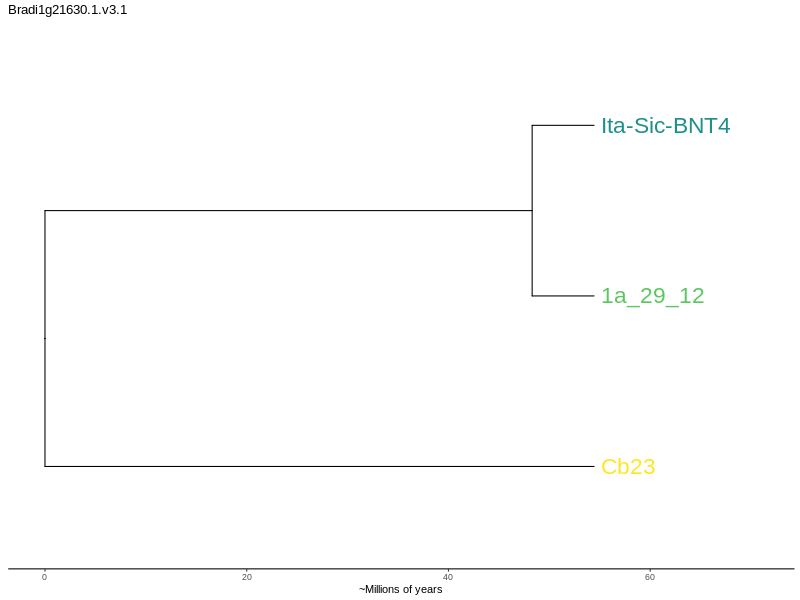 Bradi1g21630.1.v3.1
Ita-Sic-BNT4
1a_29_12
Cb23
0 20 40 60
~Millions of years